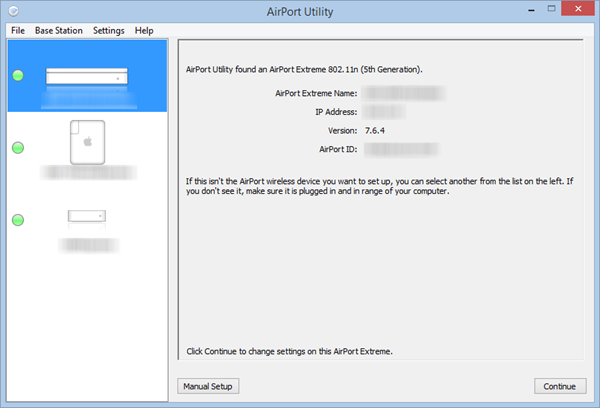 AirPort Utility
File Base Station Settings Help
AirPort Utility found an AirPort Extreme 802.11n (5th Generation).
AirPort Extreme Name:
IP Address:
Version: 7.6.4
AirPort ID:
If this isn't the AirPort wireless device you want to set up, you can select another from the list on the left. If
you don't see it, make sure it is plugged in and in range of your computer.
Click Continue to change settings on this AirPort Extreme.
Manual Setup Continue